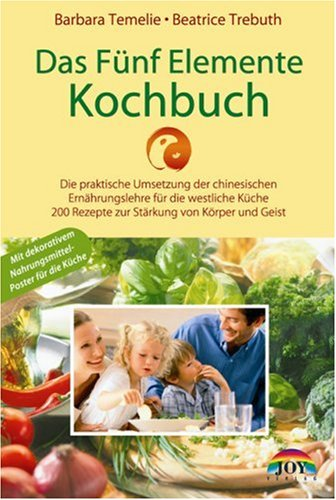 Barbara Temelie • Beatrice Trebuth
Das Fünf Elemente
Kochbuch
Die praktische Umsetzung der chinesischen
Ernährungslehre für die westliche Küche
200 Rezepte zur Stärkung von Körper und Geist
Mit dekorativem
Nahrungsmittel-
Poster für die Küche
JOY
VERLAG